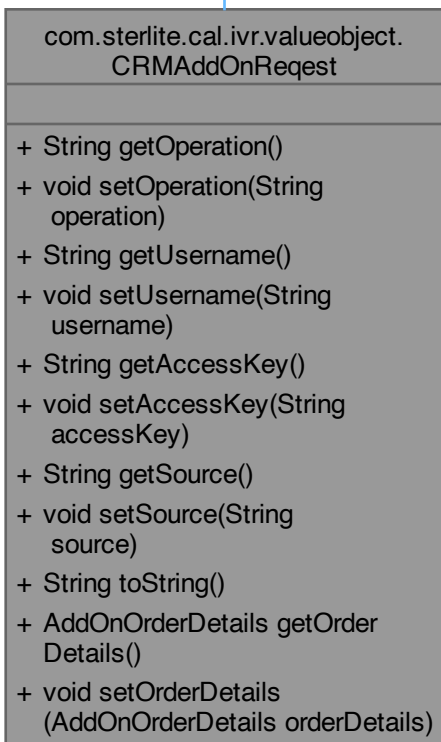 com.sterlite.cal.ivr.valueobject.
CRMAddOnReqest
+ String getOperation()
+ void setOperation(String
operation)
+ String getUsername()
+ void setUsername(String
username)
+ String getAccessKey()
+ void setAccessKey(String
accessKey)
+ String getSource()
+ void setSource(String
source)
+ String toString()
+ AddOnOrderDetails getOrder
Details()
+ void setOrderDetails
(AddOnOrderDetails orderDetails)